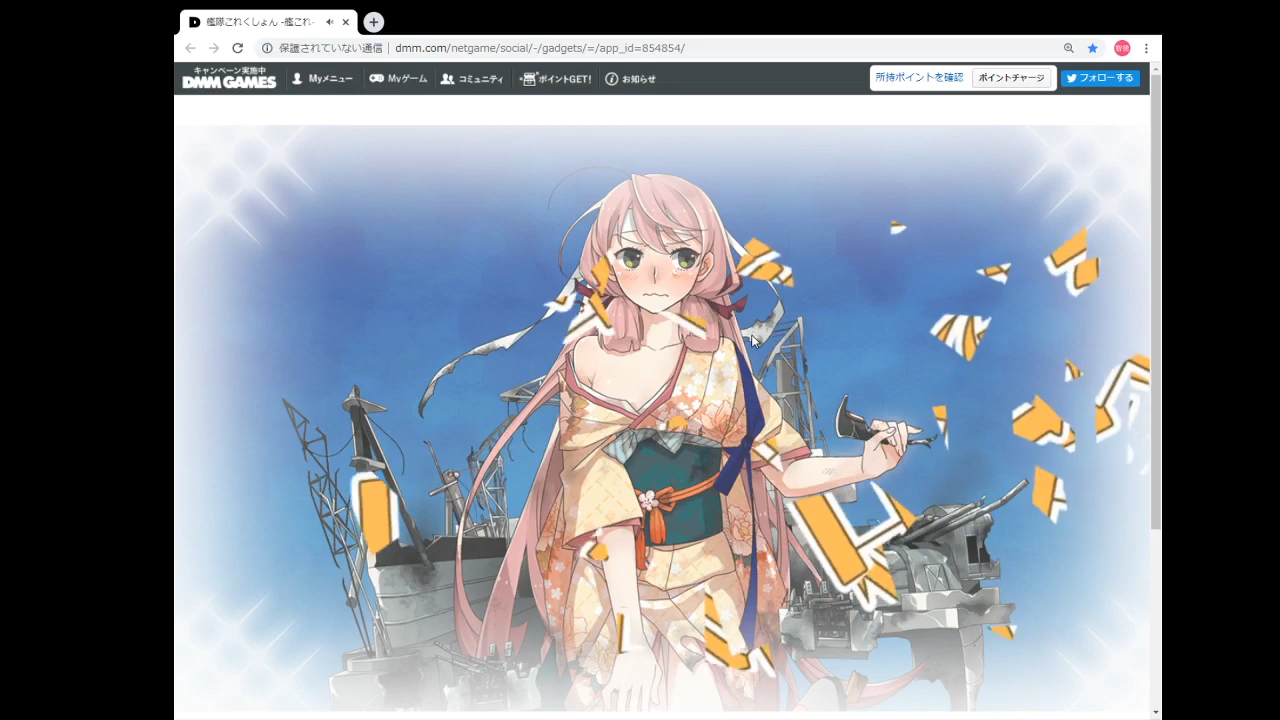 艦隊これくしょん -艦これ-
保護されていない通信 dmm.com/netgame/social/-/gadgets/=/app_id=854854/
キャンペーン実施中
DMM GAMES
Myメニュー
Myゲーム
コミュニティ
ポイントGET!
お知らせ
所持ポイントを確認
ポイントチャージ
フォローする